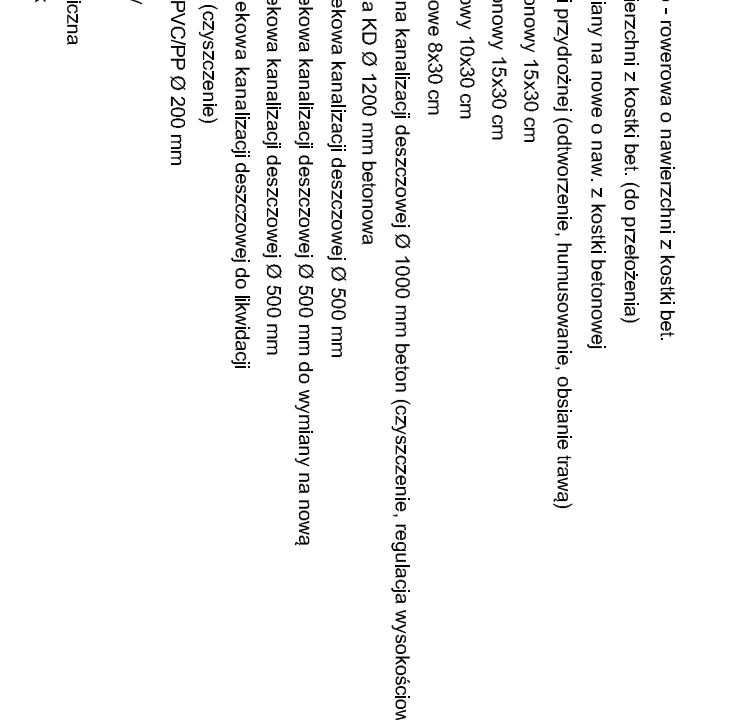 - rowerowa o nawierzchni z kostki bet.
ierzchni z kostki bet. (do przełożenia)
iany na nowe o naw. z kostki betonowej
i przydrożnej (odtworzenie, humusowanie, obsianie trawą)
onowy 15x30 cm
onowy 15x30 cm
owy 10x30 cm
owe 8x30 cm
na kanalizacji deszczowej Ø 1000 mm beton (czyszczenie, regulacja wysokościow
a KD Ø 1200 mm betonowa
ekowa kanalizacji deszczowej Ø 500 mm
ekowa kanalizacji deszczowej Ø 500 mm do wymiany na nową
ekowa kanalizacji deszczowej Ø 500 mm
ekowa kanalizacji deszczowej do likwidacji
(czyszczenie)
PVC/PP Ø 200 mm
iczna